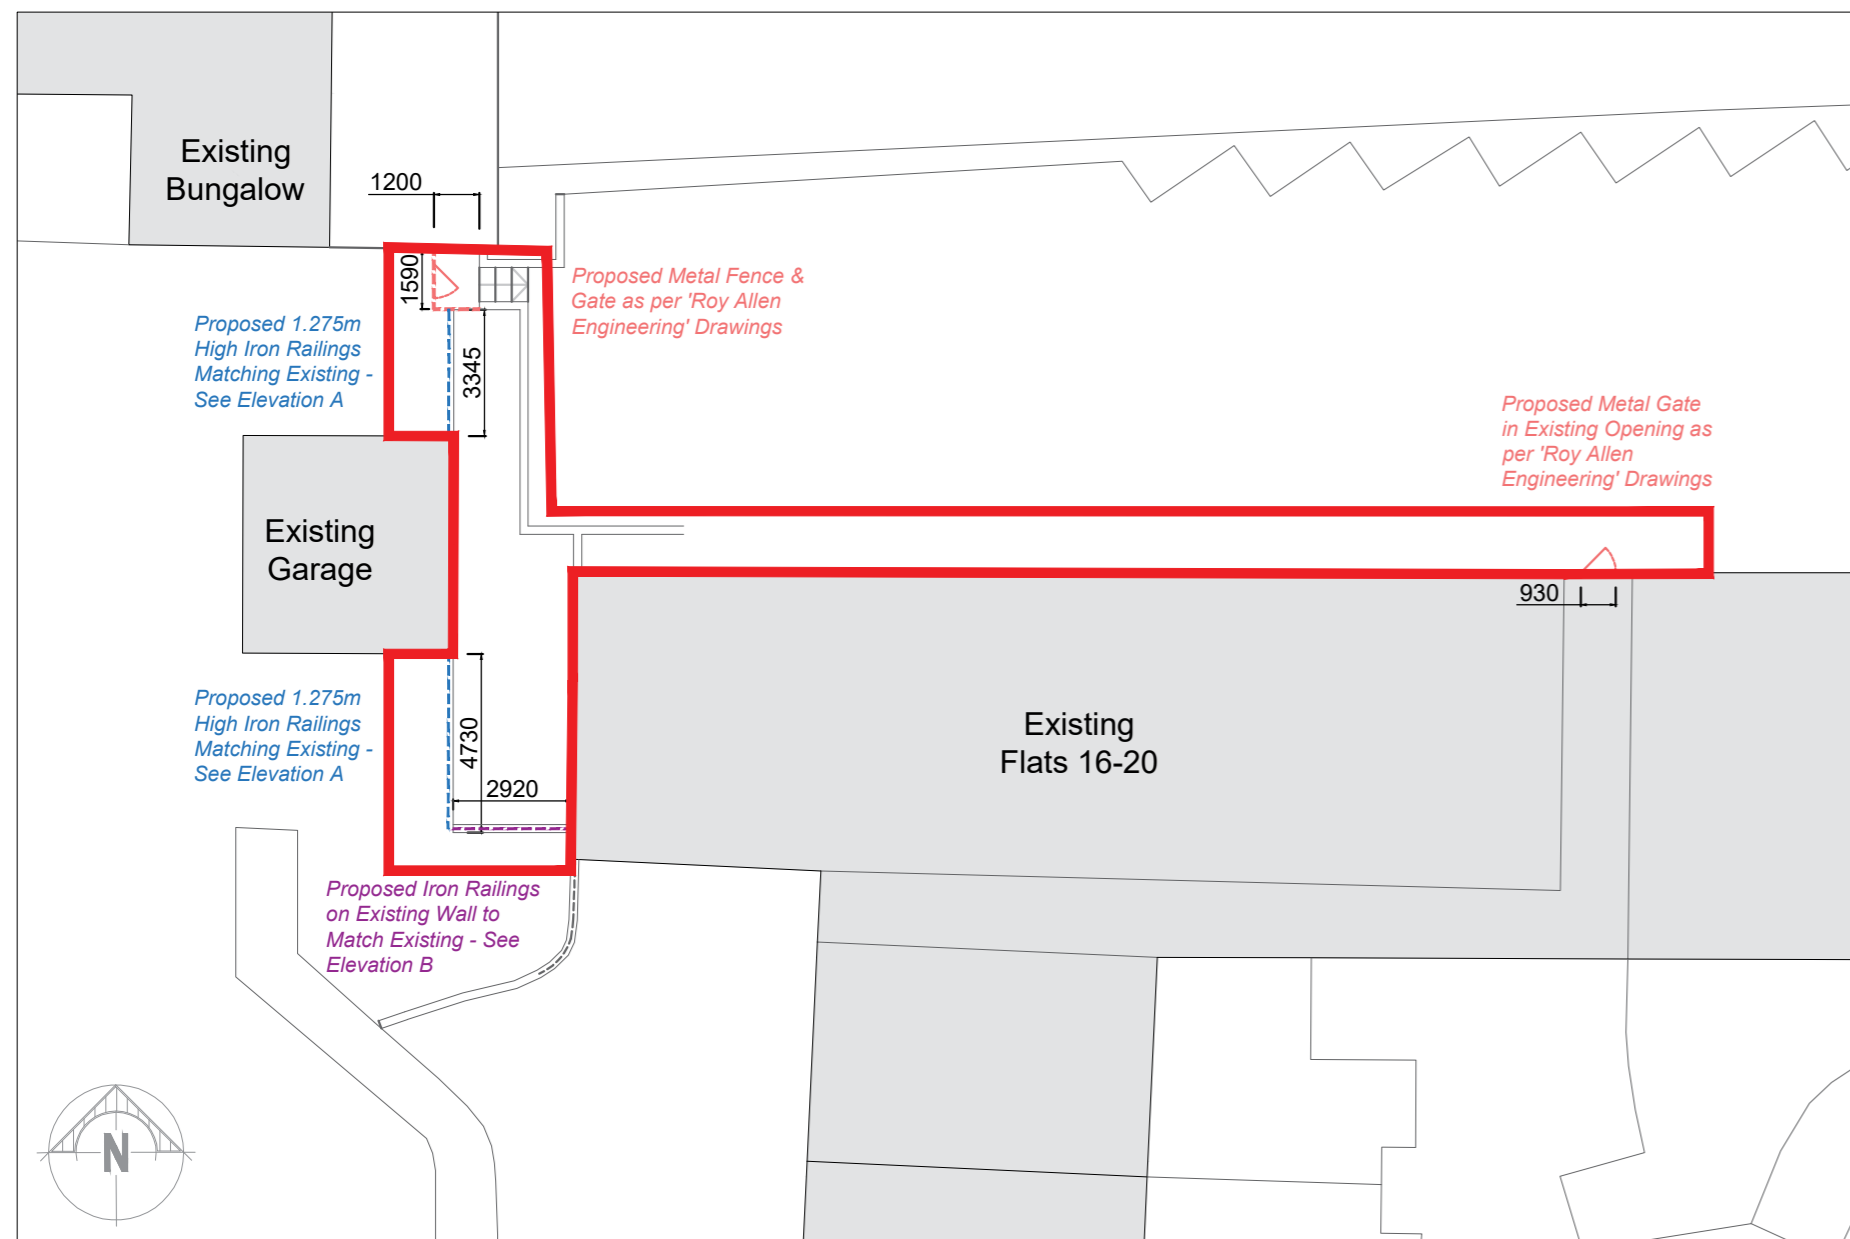 Existing
Bungalow
1200
1590
Proposed Metal Fence &
Gate as per 'Roy Allen
Engineering' Drawings
Proposed 1.275m
High Iron Railings
Matching Existing -
See Elevation A
3345
Proposed Metal Gate
in Existing Opening as
per 'Roy Allen
Engineering' Drawings
Existing
Garage
930
Proposed 1.275m
High Iron Railings
Matching Existing -
See Elevation A
4730
2920
Existing
Flats 16-20
Proposed Iron Railings
on Existing Wall to
Match Existing - See
Elevation B
N